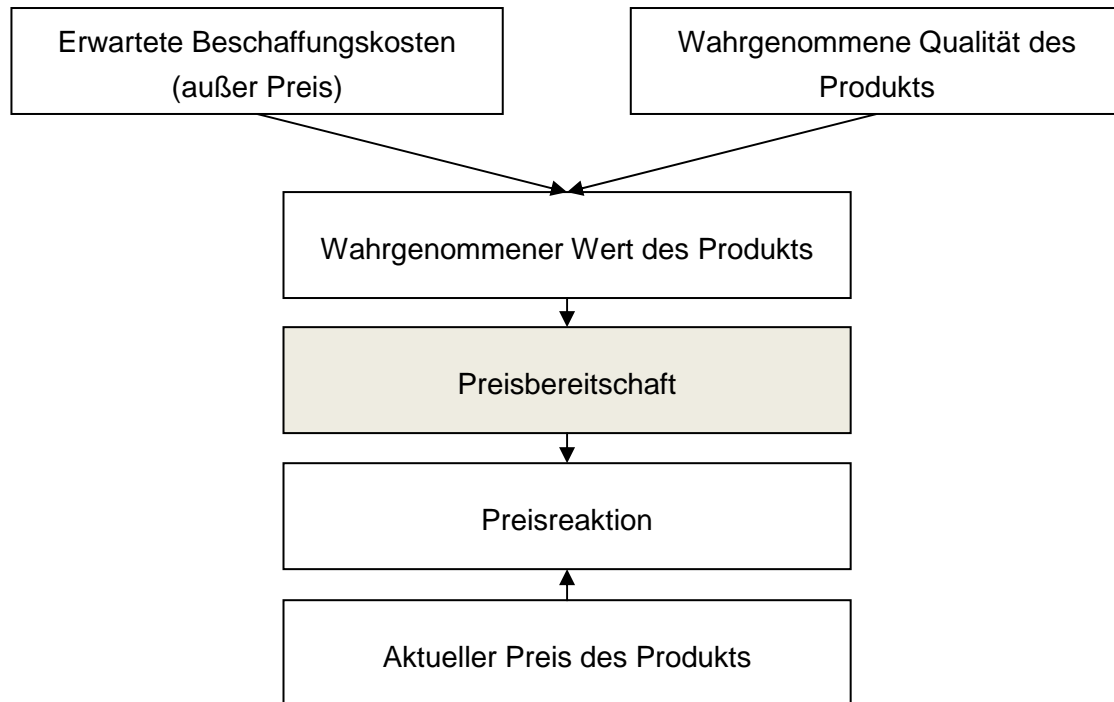 Erwartete Beschaffungskosten
(außer Preis)
Wahrgenommene Qualität des
Produkts
Wahrgenommener Wert des Produkts
Preisbereitschaft
Preisreaktion
Aktueller Preis des Produkts